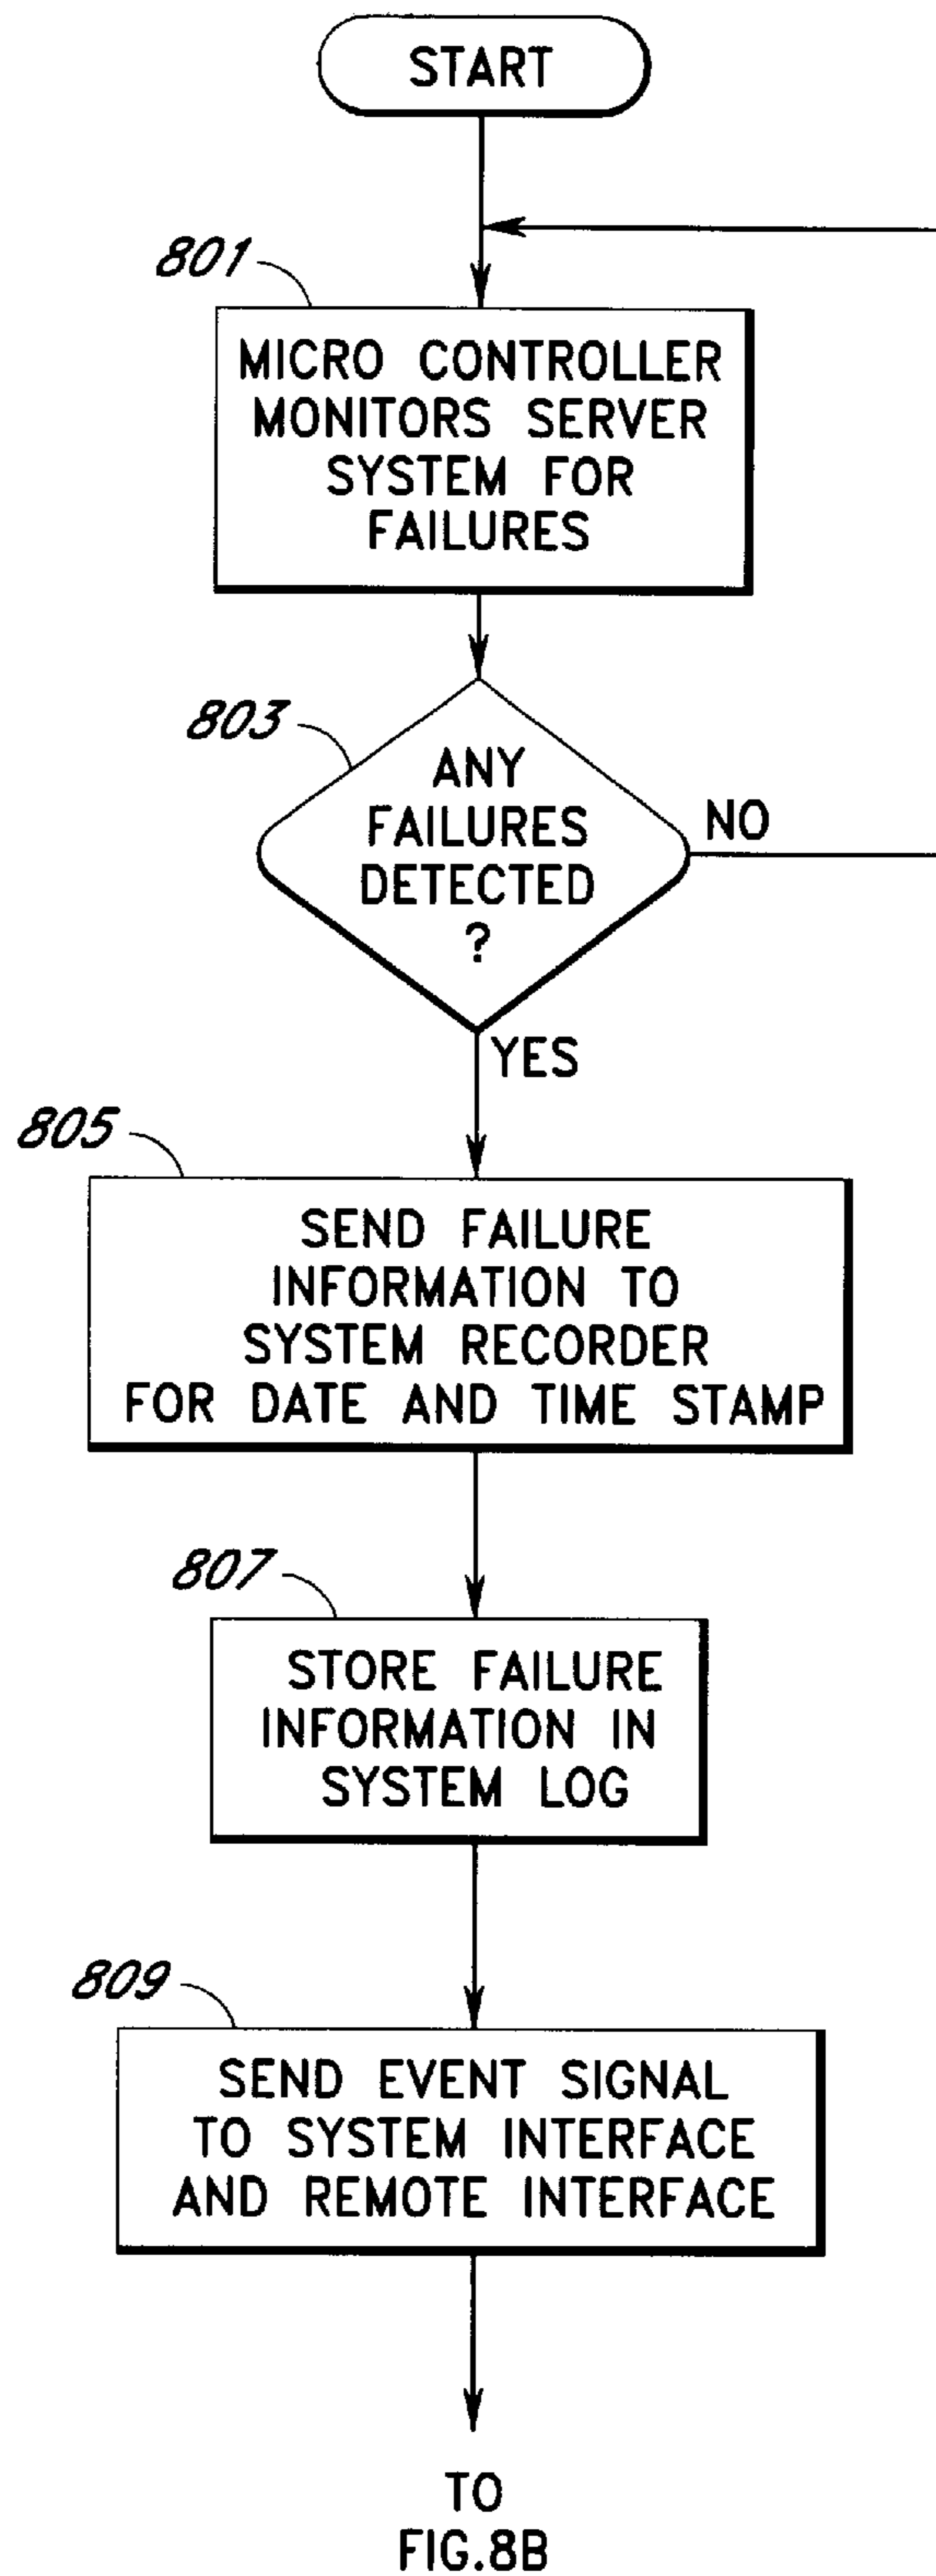 START
801
MICRO CONTROLLER
MONITORS SERVER
SYSTEM FOR
FAILURES
803
ANY
FAILURES
DETECTED
?
NO
YES
805
SEND FAILURE
INFORMATION TO
SYSTEM RECORDER
FOR DATE AND TIME STAMP
807
STORE FAILURE
INFORMATION IN
SYSTEM LOG
809
SEND EVENT SIGNAL
TO SYSTEM INTERFACE
AND REMOTE INTERFACE
TO
FIG.8B